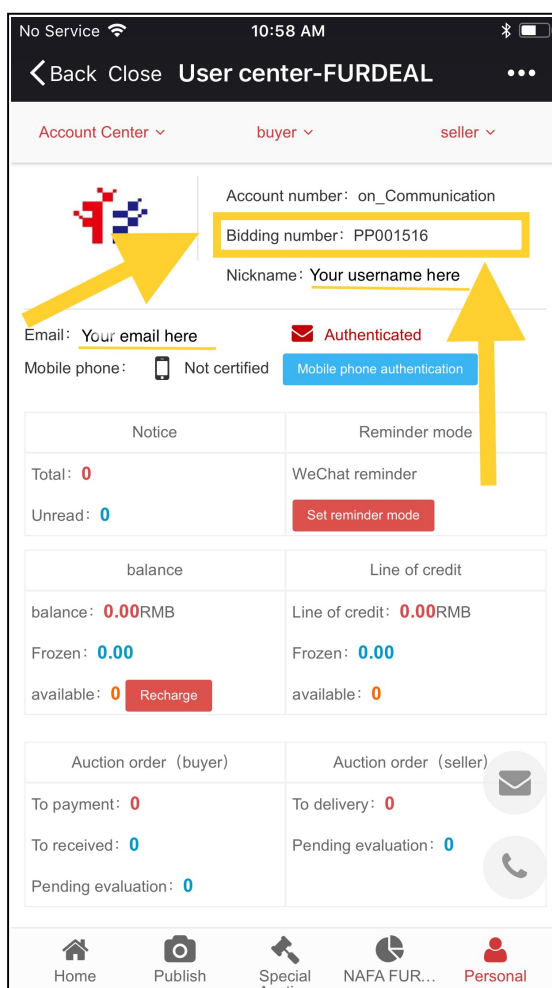 No Service 10:58 AM
Back Close User center-FURDEAL
Account Center buyer seller
Account number: on_Communication
Bidding number: PP001516
Nickname: Your username here
Email: Your email here Authenticated
Mobile phone: Not certified Mobile phone authentication
Notice Reminder mode
Total: 0 WeChat reminder
Unread: 0 Set reminder mode
balance Line of credit
balance: 0.00RMB Line of credit: 0.00RMB
Frozen: 0.00 Frozen: 0.00
available: 0 Recharge available: 0
Auction order (buyer) Auction order (seller)
To payment: 0 To delivery: 0
To received: 0 Pending evaluation: 0
Pending evaluation: 0
Home Publish Special NAFA FUR... Personal